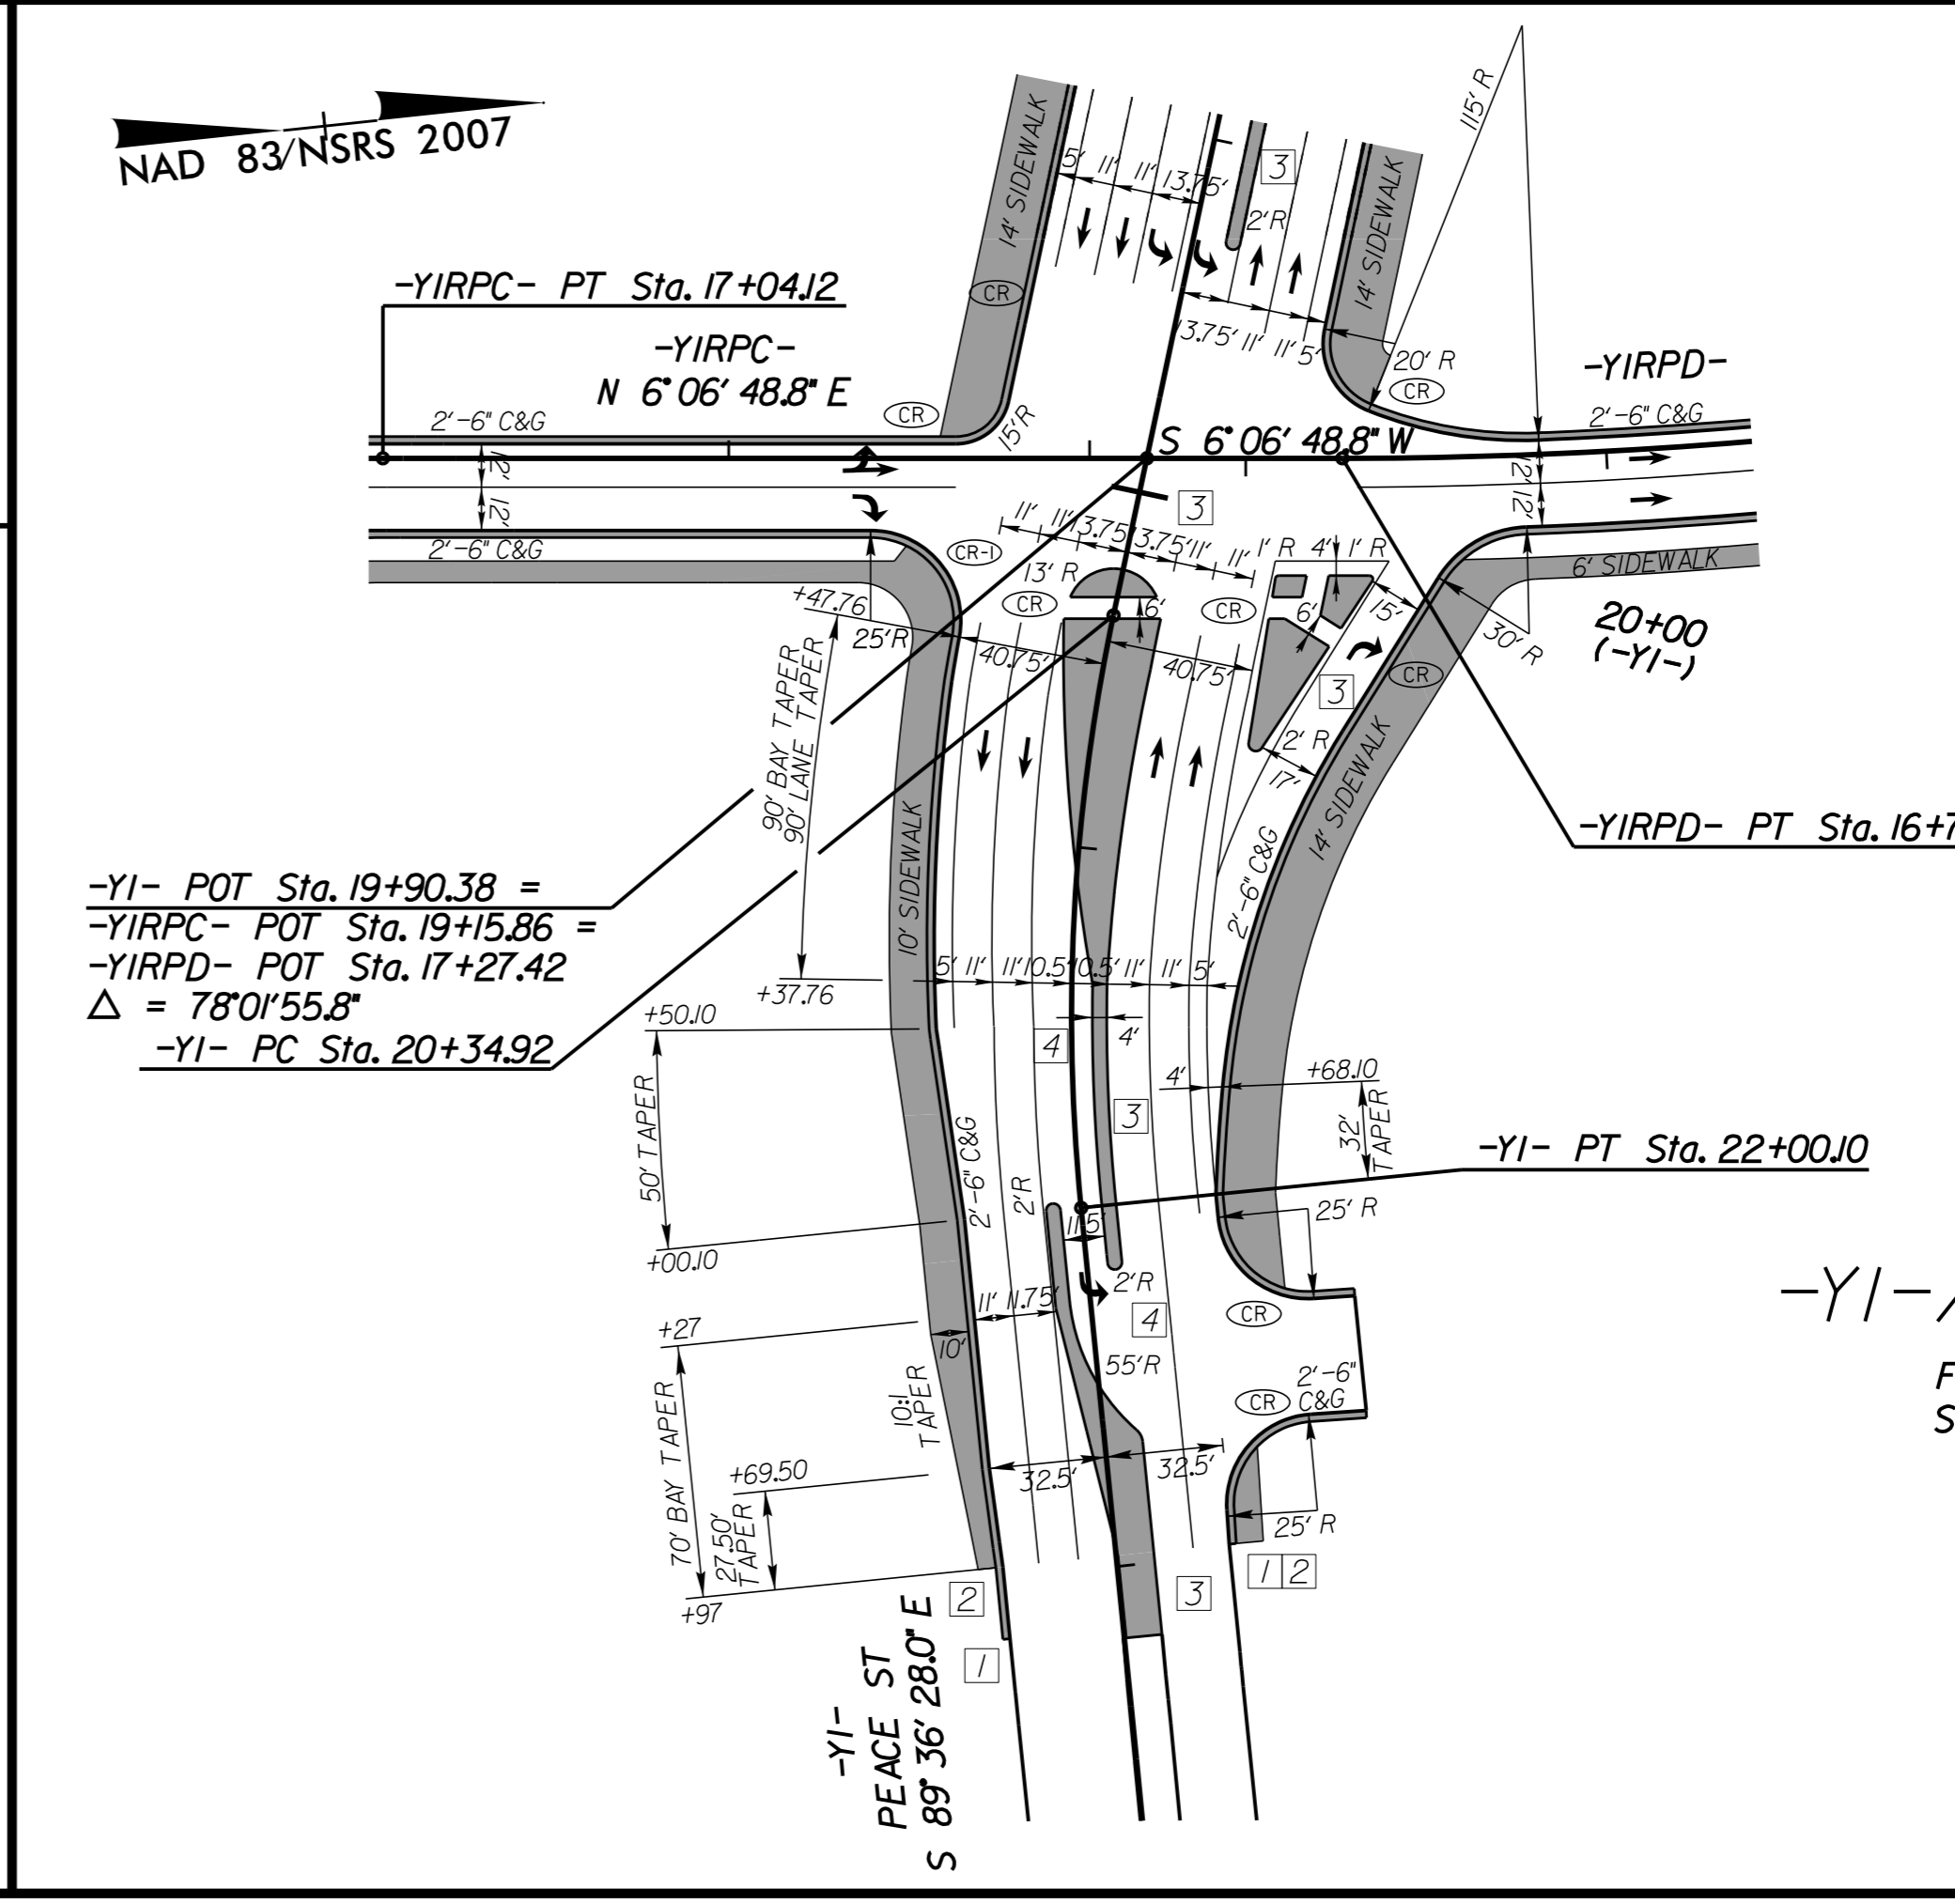 NAD 83/NSRS 2007
115' R
14' SIDEWALK
5' 11' 11' 13.75'
3
2' R
14' SIDEWALK
CR
-Y1RPC- PT Sta. 17+04.12
-Y1RPC-
N 6°06' 48.8" E
13.75' 11' 11' 5'
20' R
CR
-Y1RPD-
2'-6" C&G
CR
15' R
2'-6" C&G
S 6°06' 48.8" W
12'
12'
12'
12'
3
2'-6" C&G
CR-1
11' 11' 13.75' 13.75' 11' 11'
1' R 4' 1' R
6' SIDEWALK
13' R
CR
6'
CR
6'
15'
+47.76
25' R
40.75'
40.75'
30' R
20+00
(-Y1-)
CR
3
90' BAY TAPER
90' LANE TAPER
2' R
17'
14' SIDEWALK
-Y1RPD- PT Sta. 16+7
2'-6" C&G
10' SIDEWALK
-Y1- POT Sta. 19+90.38 =
-Y1RPC- POT Sta. 19+15.86 =
-Y1RPD- POT Sta. 17+27.42
△ = 78°01'55.8"
-Y1- PC Sta. 20+34.92
5' 11' 11' 10.5' 10.5' 11' 11' 5'
+37.76
+50.10
4
4'
50' TAPER
4'
+68.10
32'
TAPER
3
2'-6" C&G
2' R
-Y1- PT Sta. 22+00.10
+00.10
11.5'
25' R
2' R
-Y1-
11' 11.75'
4
CR
+27
10'
55' R
10:1
TAPER
2'-6"
C&G
CR
F
S
70' BAY TAPER
+69.50
27.50'
TAPER
32.5'
32.5'
25' R
+97
2
3
1 2
1
-Y1-
PEACE ST
S 89°36' 28.0" E